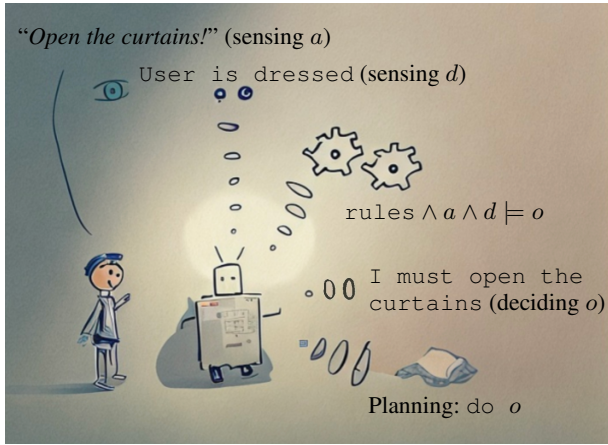 “Open the curtains!” (sensing a)
User is dressed (sensing d)
rules ∧ a ∧ d ⊨ o
I must open the
curtains (deciding o)
Planning: do o